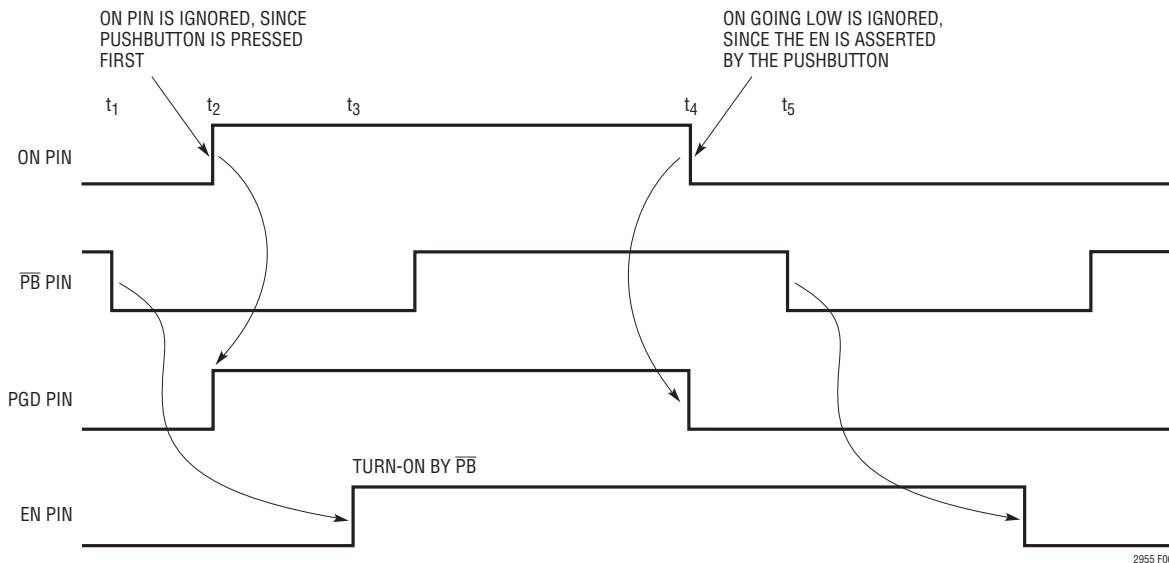 ON PIN IS IGNORED, SINCE
PUSHBUTTON IS PRESSED
FIRST
ON GOING LOW IS IGNORED,
SINCE THE EN IS ASSERTED
BY THE PUSHBUTTON
t1 t2 t3 t4 t5
ON PIN
PB PIN
PGD PIN
TURN-ON BY PB
EN PIN
2955